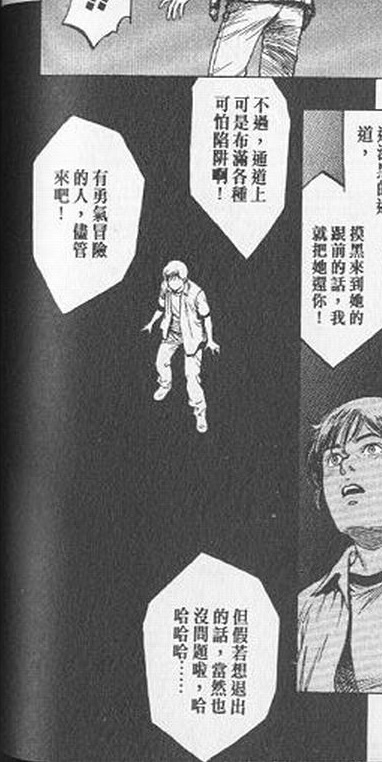 道，
摸黑來到她的
跟前的話，我
就把她還你！
不過，通道上
可是布滿各種
可怕陷阱啊！
有勇氣冒險
的人，儘管
來吧！
但假若想退出
的話，當然也
沒問題啦，哈
哈哈哈……